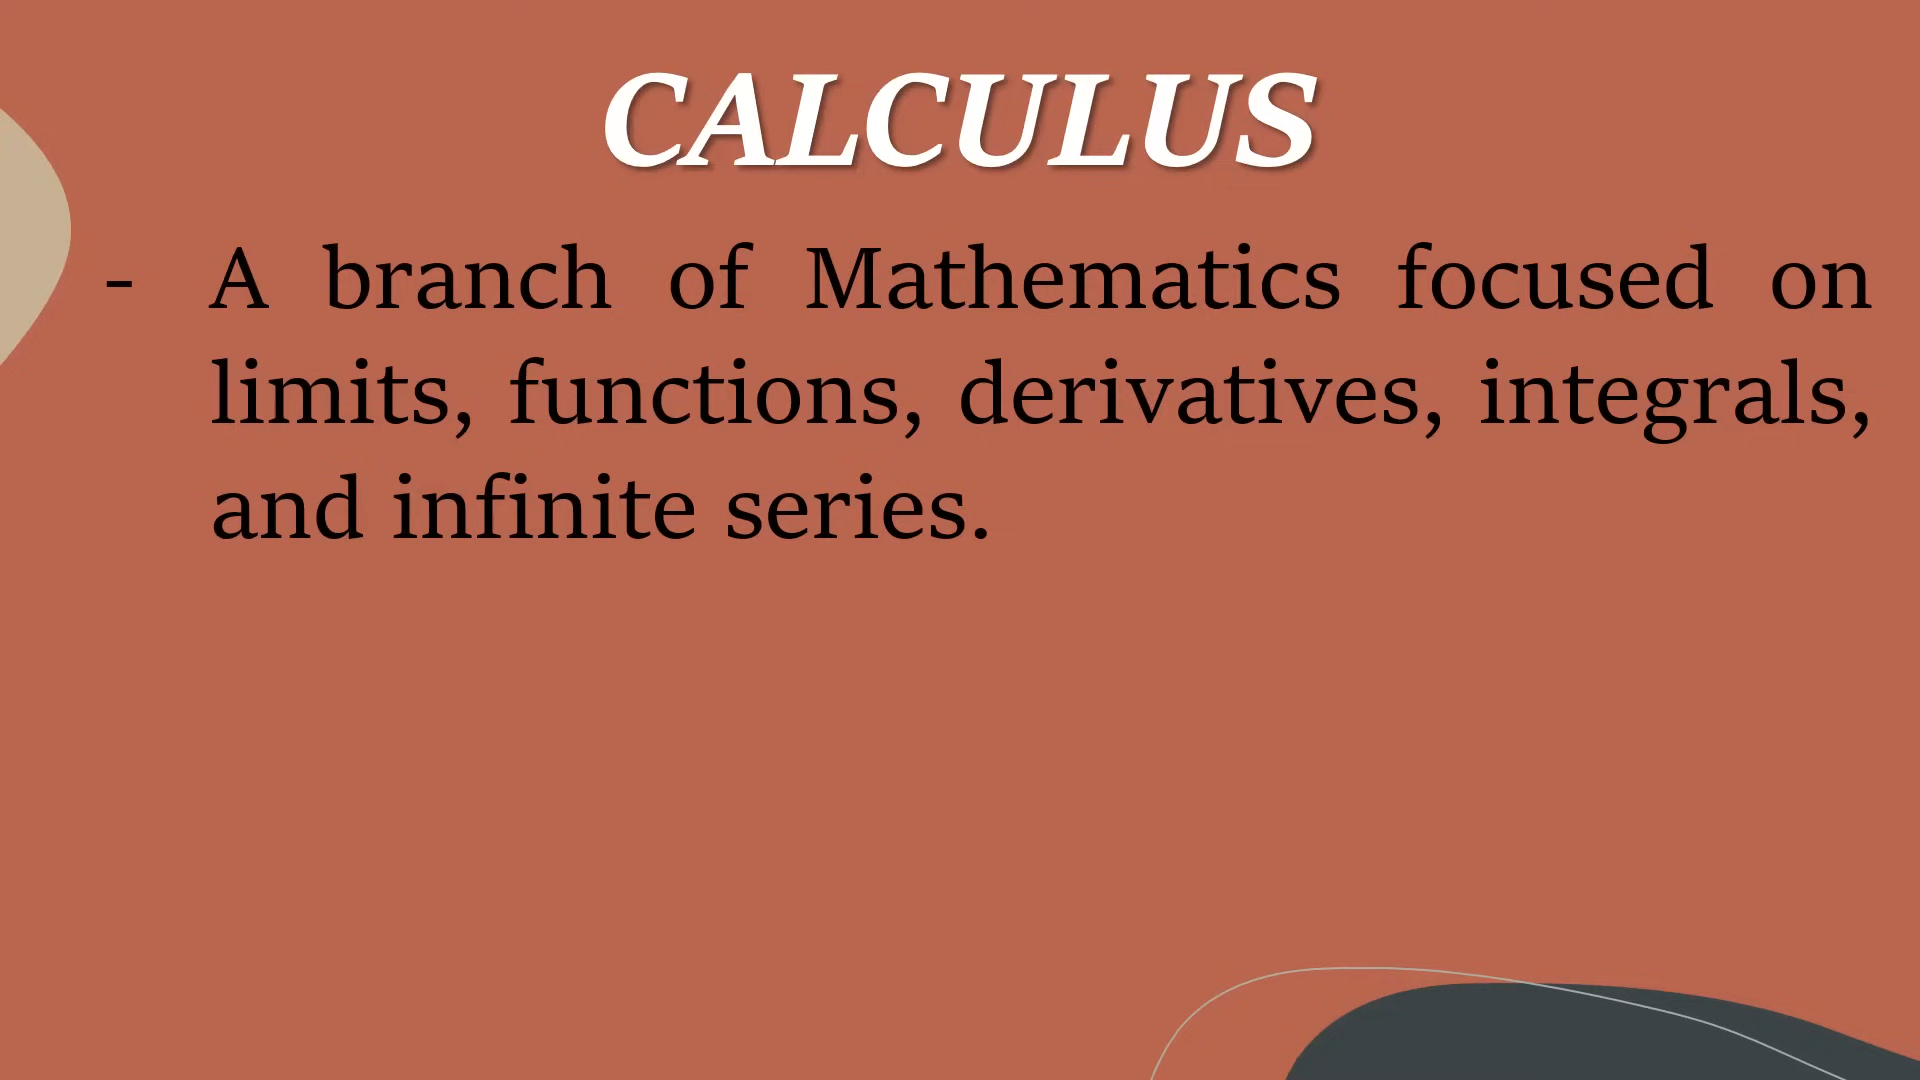 CALCULUS
- A branch of Mathematics focused on
limits, functions, derivatives, integrals,
and infinite series.